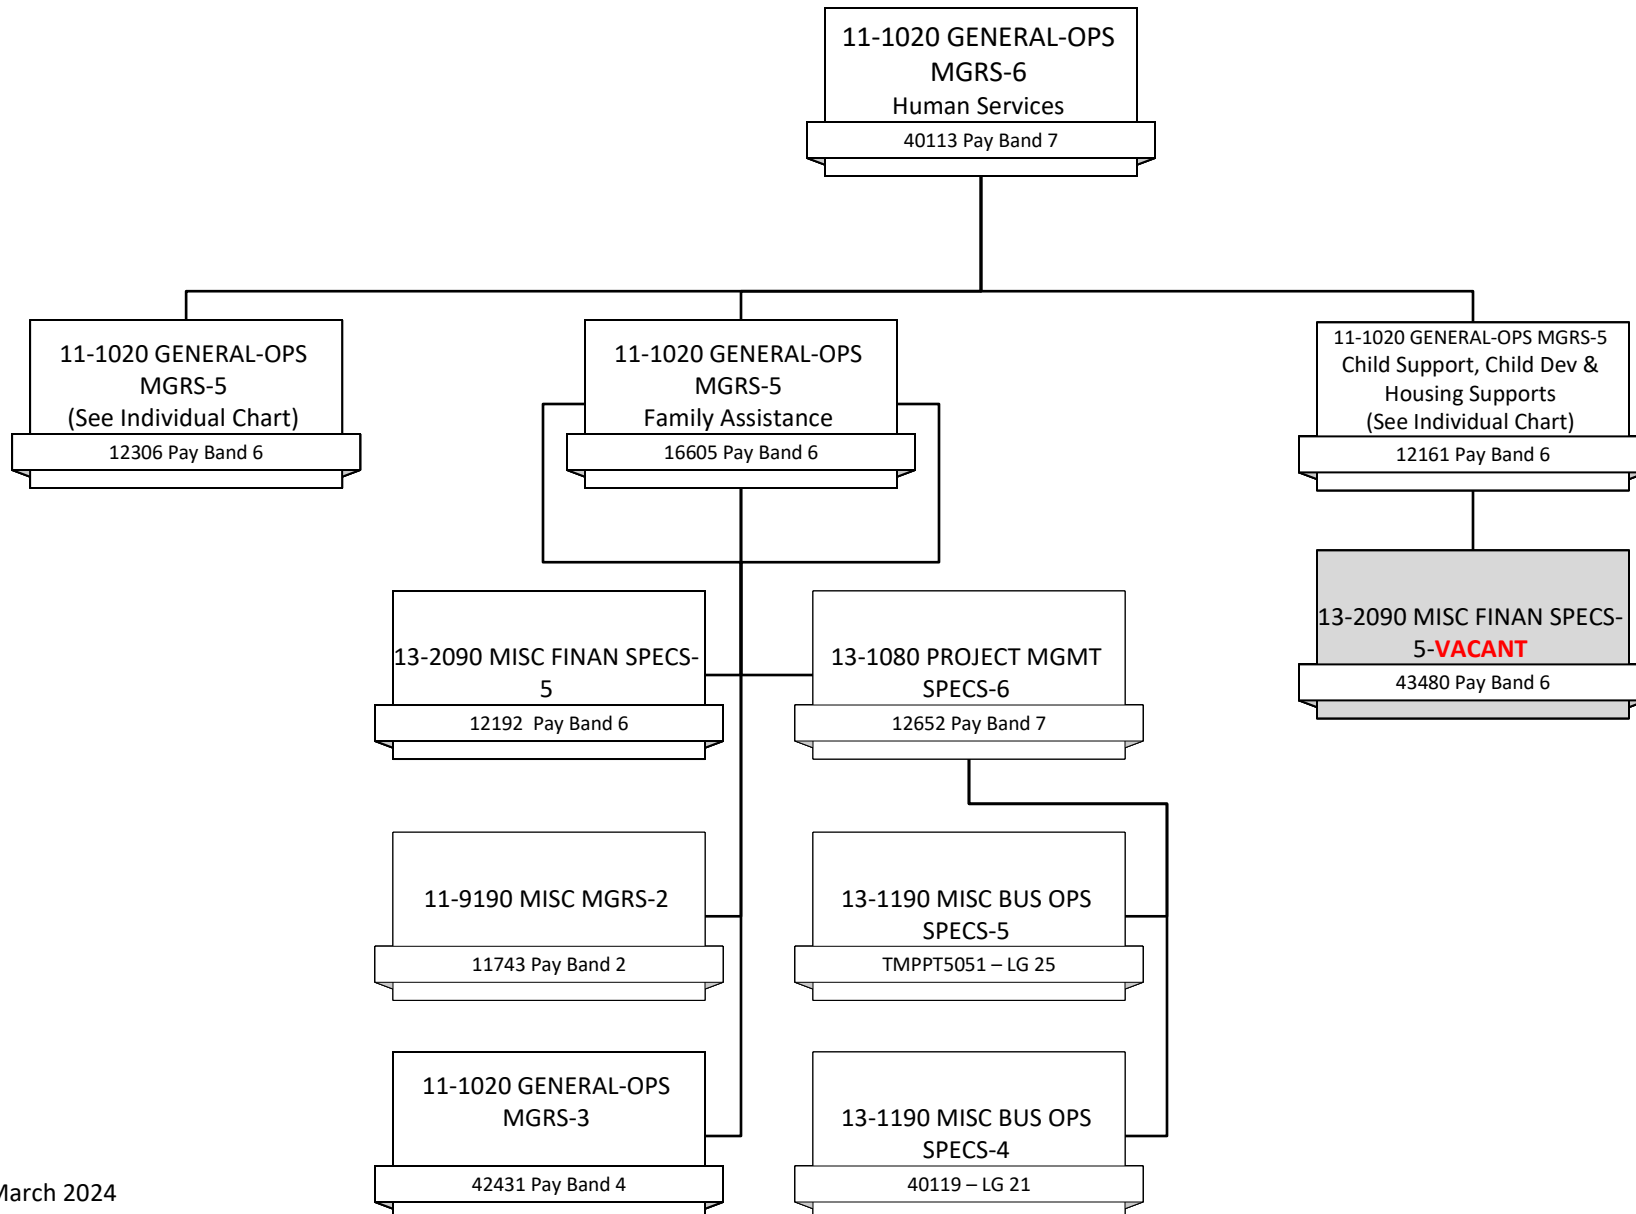 11-1020 GENERAL-OPS
MGRS-6
Human Services
40113 Pay Band 7
11-1020 GENERAL-OPS
MGRS-5
(See Individual Chart)
12306 Pay Band 6
11-1020 GENERAL-OPS
MGRS-5
Family Assistance
16605 Pay Band 6
11-1020 GENERAL-OPS MGRS-5
Child Support, Child Dev &
Housing Supports
(See Individual Chart)
12161 Pay Band 6
13-2090 MISC FINAN SPECS-
5
12192  Pay Band 6
13-1080 PROJECT MGMT
SPECS-6
12652 Pay Band 7
13-2090 MISC FINAN SPECS-
5-VACANT
43480 Pay Band 6
11-9190 MISC MGRS-2
11743 Pay Band 2
13-1190 MISC BUS OPS
SPECS-5
TMPPT5051 – LG 25
11-1020 GENERAL-OPS
MGRS-3
42431 Pay Band 4
13-1190 MISC BUS OPS
SPECS-4
40119 – LG 21
March 2024